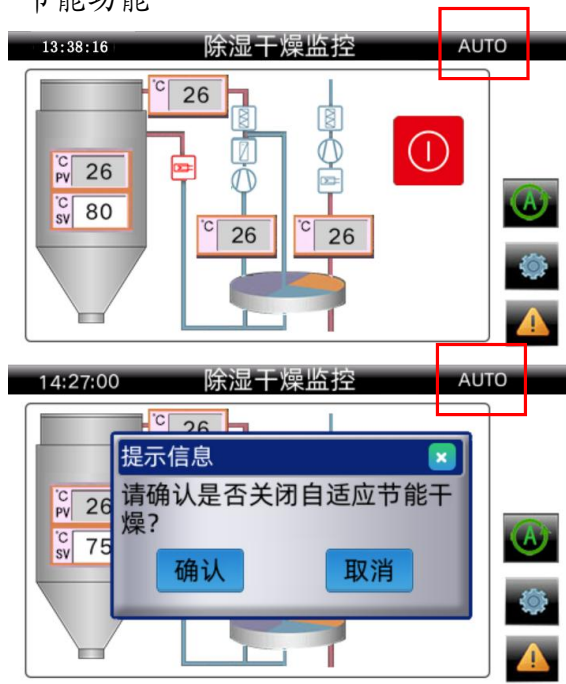 节能功能
13:38:16 除湿干燥监控 AUTO
℃ 26
℃ PV 26
℃ SV 80
℃ 26
℃ 26
A
14:27:00 除湿干燥监控 AUTO
℃ 26
提示信息
℃ PV 26
请确认是否关闭自适应节能干
燥？
℃ SV 75
确认 取消
A